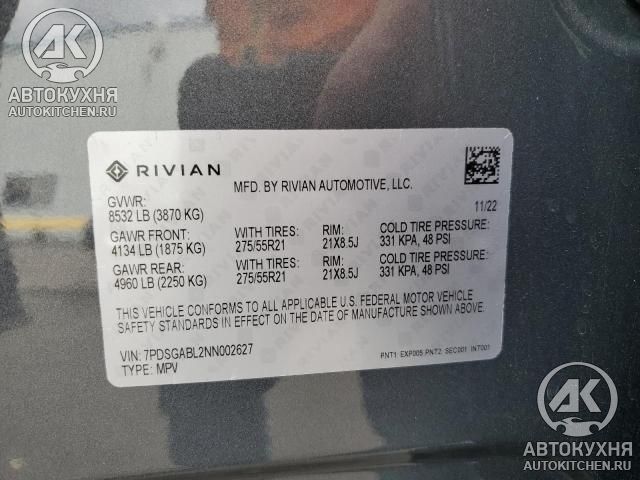 АК
АВТОКУХНЯ
AUTOKITCHEN.RU
RIVIAN
MFD. BY RIVIAN AUTOMOTIVE, LLC.
GVWR:
8532 LB (3870 KG)
11/22
GAWR FRONT: WITH TIRES: RIM: COLD TIRE PRESSURE:
4134 LB (1875 KG) 275/55R21 21X8.5J 331 KPA, 48 PSI
GAWR REAR: WITH TIRES: RIM: COLD TIRE PRESSURE:
4960 LB (2250 KG) 275/55R21 21X8.5J 331 KPA, 48 PSI
THIS VEHICLE CONFORMS TO ALL APPLICABLE U.S. FEDERAL MOTOR VEHICLE
SAFETY STANDARDS IN EFFECT ON THE DATE OF MANUFACTURE SHOWN ABOVE.
VIN: 7PDSGABL2NN002627
PNT1: EXP005 PNT2: SEC001 INT001
TYPE: MPV
АК
АВТОКУХНЯ
AUTOKITCHEN.RU